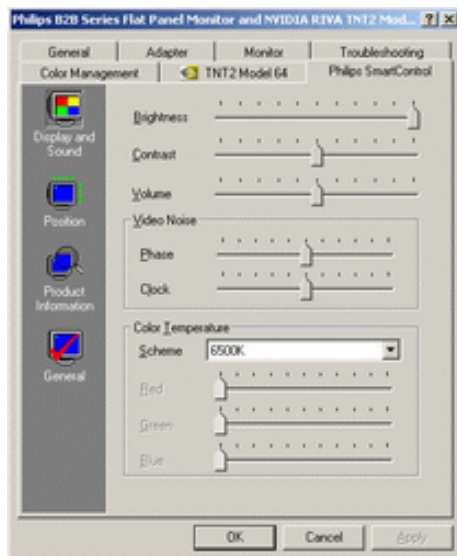 Philips B2B Series Flat Panel Monitor and NVIDIA RIVA TNT2 Mod...
General Adapter Monitor Troubleshooting
Color Management TNT2 Model 64 Philips SmartControl
Display and
Sound
Position
Product
Information
General
Brightness
Contrast
Volume
Video Noise
Phase
Clock
Color Temperature
Scheme 6500K
Red
Green
Blue
OK Cancel Apply